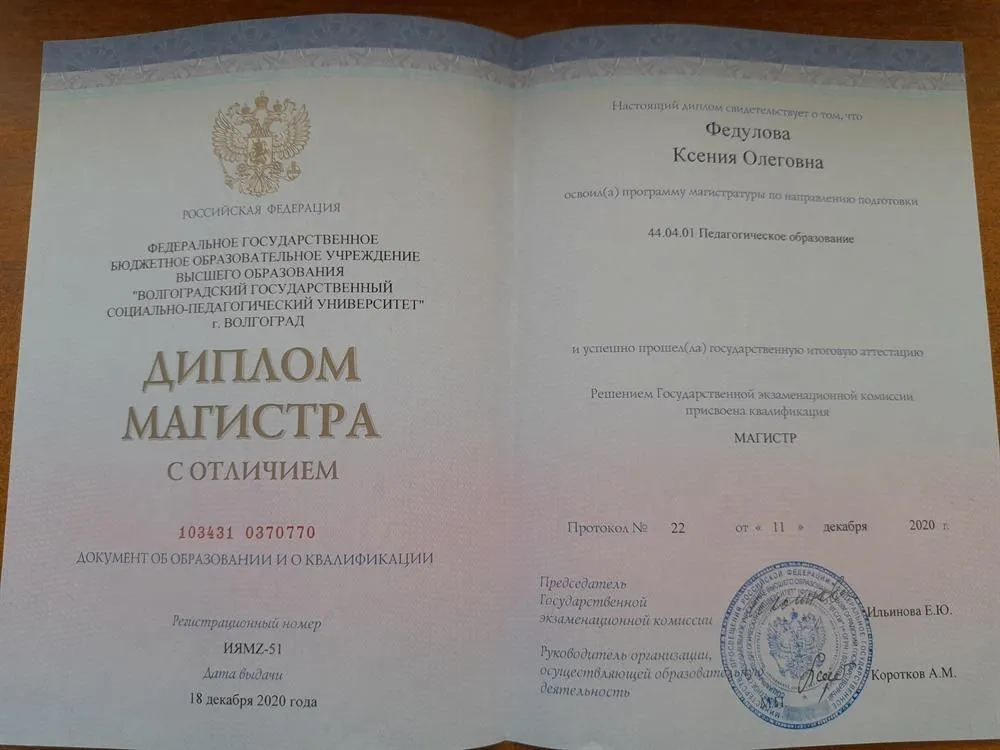 РОССИЙСКАЯ ФЕДЕРАЦИЯ
ФЕДЕРАЛЬНОЕ ГОСУДАРСТВЕННОЕ
БЮДЖЕТНОЕ ОБРАЗОВАТЕЛЬНОЕ УЧРЕЖДЕНИЕ
ВЫСШЕГО ОБРАЗОВАНИЯ
"ВОЛГОГРАДСКИЙ ГОСУДАРСТВЕННЫЙ
СОЦИАЛЬНО-ПЕДАГОГИЧЕСКИЙ УНИВЕРСИТЕТ"
г. ВОЛГОГРАД
ДИПЛОМ
МАГИСТРА
С ОТЛИЧИЕМ
103431 0370770
ДОКУМЕНТ ОБ ОБРАЗОВАНИИ И О КВАЛИФИКАЦИИ
Регистрационный номер
ИЯМZ-51
Дата выдачи
18 декабря 2020 года
Настоящий диплом свидетельствует о том, что
Федулова
Ксения Олеговна
освоил(а) программу магистратуры по направлению подготовки
44.04.01 Педагогическое образование
и успешно прошел(ла) государственную итоговую аттестацию
Решением Государственной экзаменационной комиссии
присвоена квалификация
МАГИСТР
Протокол № 22 от « 11 » декабря 2020 г.
Председатель
Государственной
экзаменационной комиссии
Ильинова Е.Ю.
Руководитель организации,
осуществляющей образовательную
деятельность
Коротков А.М.